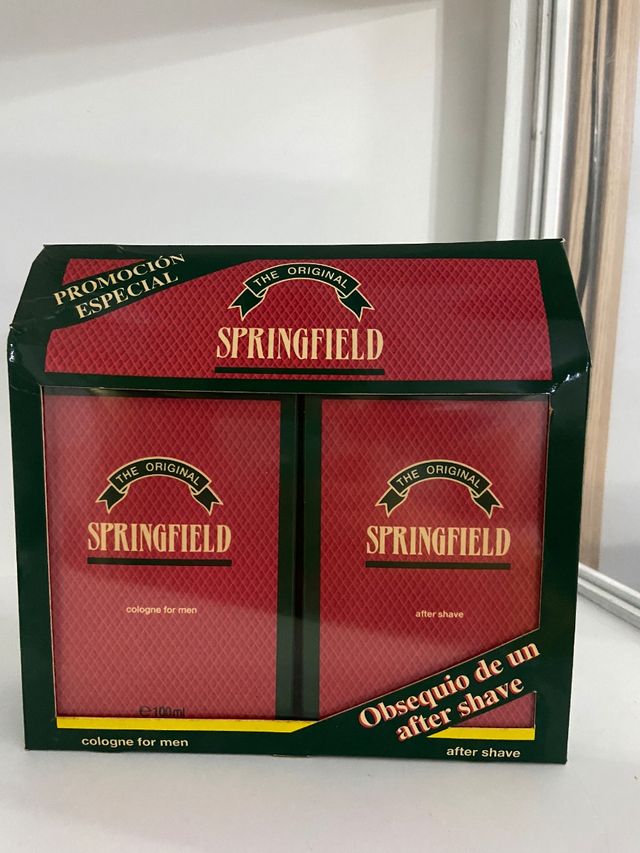 PROMOCIÓN
ESPECIAL
THE ORIGINAL
SPRINGFIELD
THE ORIGINAL
SPRINGFIELD
cologne for men
℮100ml
THE ORIGINAL
SPRINGFIELD
after shave
Obsequio de un
after shave
cologne for men
after shave